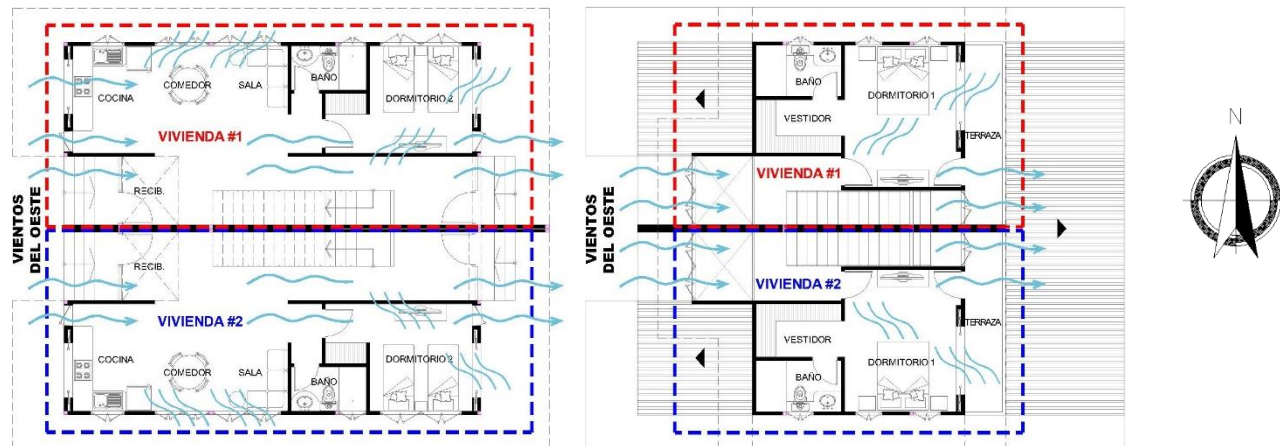 BAÑO
COCINA
COMEDOR
SALA
DORMITORIO 2
VIVIENDA #1
RECIB.
VIENTOS
DEL OESTE
RECIB.
VIVIENDA #2
COCINA
COMEDOR
SALA
BAÑO
DORMITORIO 2
BAÑO
DORMITORIO 1
VESTIDOR
TERRAZA
VIVIENDA #1
VIENTOS
DEL OESTE
VIVIENDA #2
TERRAZA
VESTIDOR
DORMITORIO 1
BAÑO
N